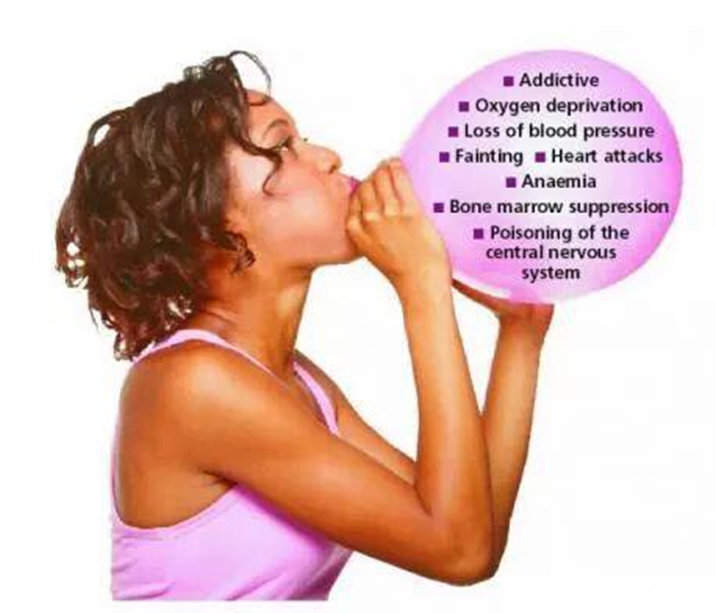 ■ Addictive
■ Oxygen deprivation
■ Loss of blood pressure
■ Fainting ■ Heart attacks
■ Anaemia
■ Bone marrow suppression
■ Poisoning of the
central nervous
system